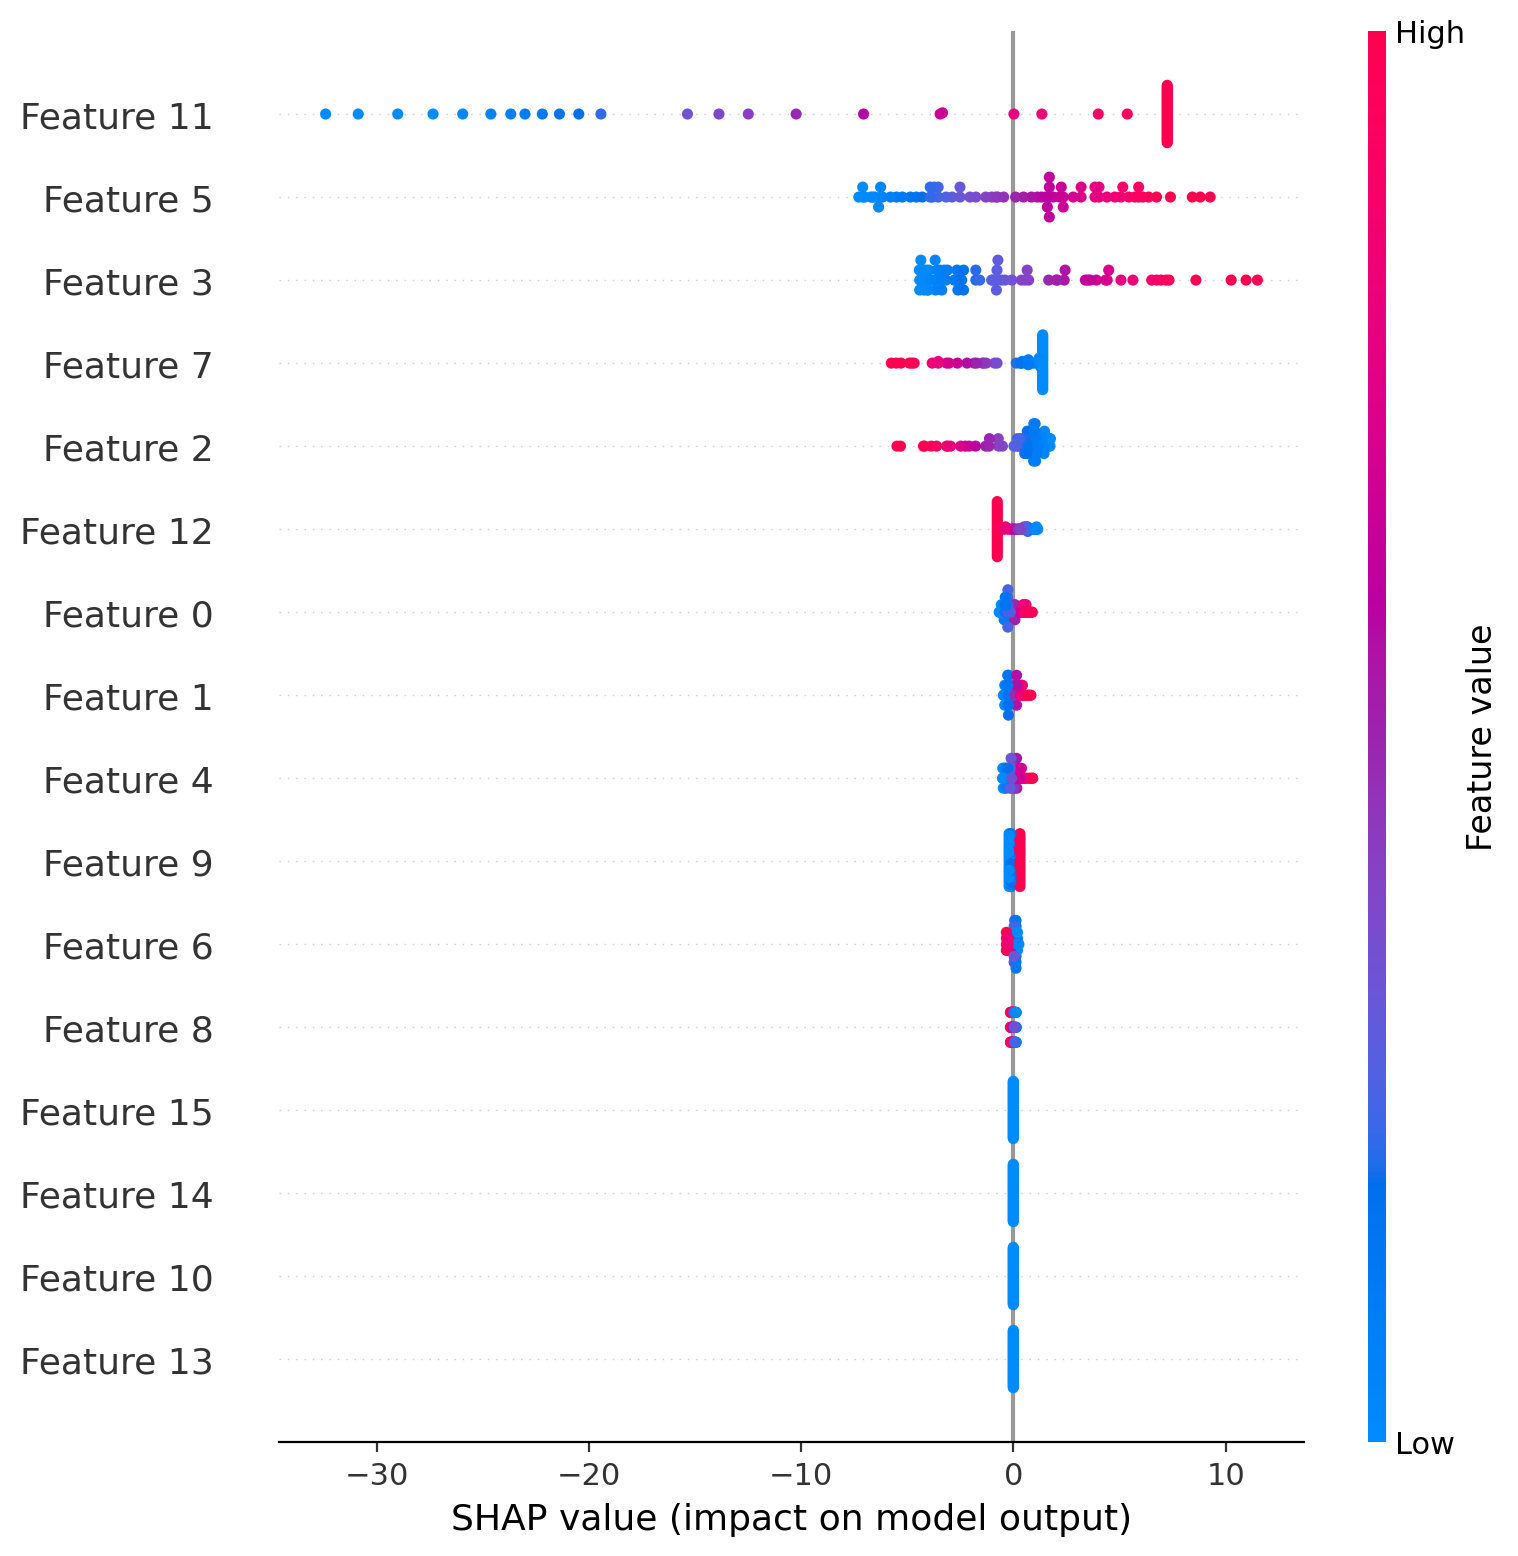 High
Feature 11
Feature 5
Feature 3
Feature 7
Feature 2
Feature 12
Feature 0
Feature 1
Feature 4
Feature 9
Feature 6
Feature 8
Feature 15
Feature 14
Feature 10
Feature 13
Feature value
Low
−30 −20 −10 0 10
SHAP value (impact on model output)